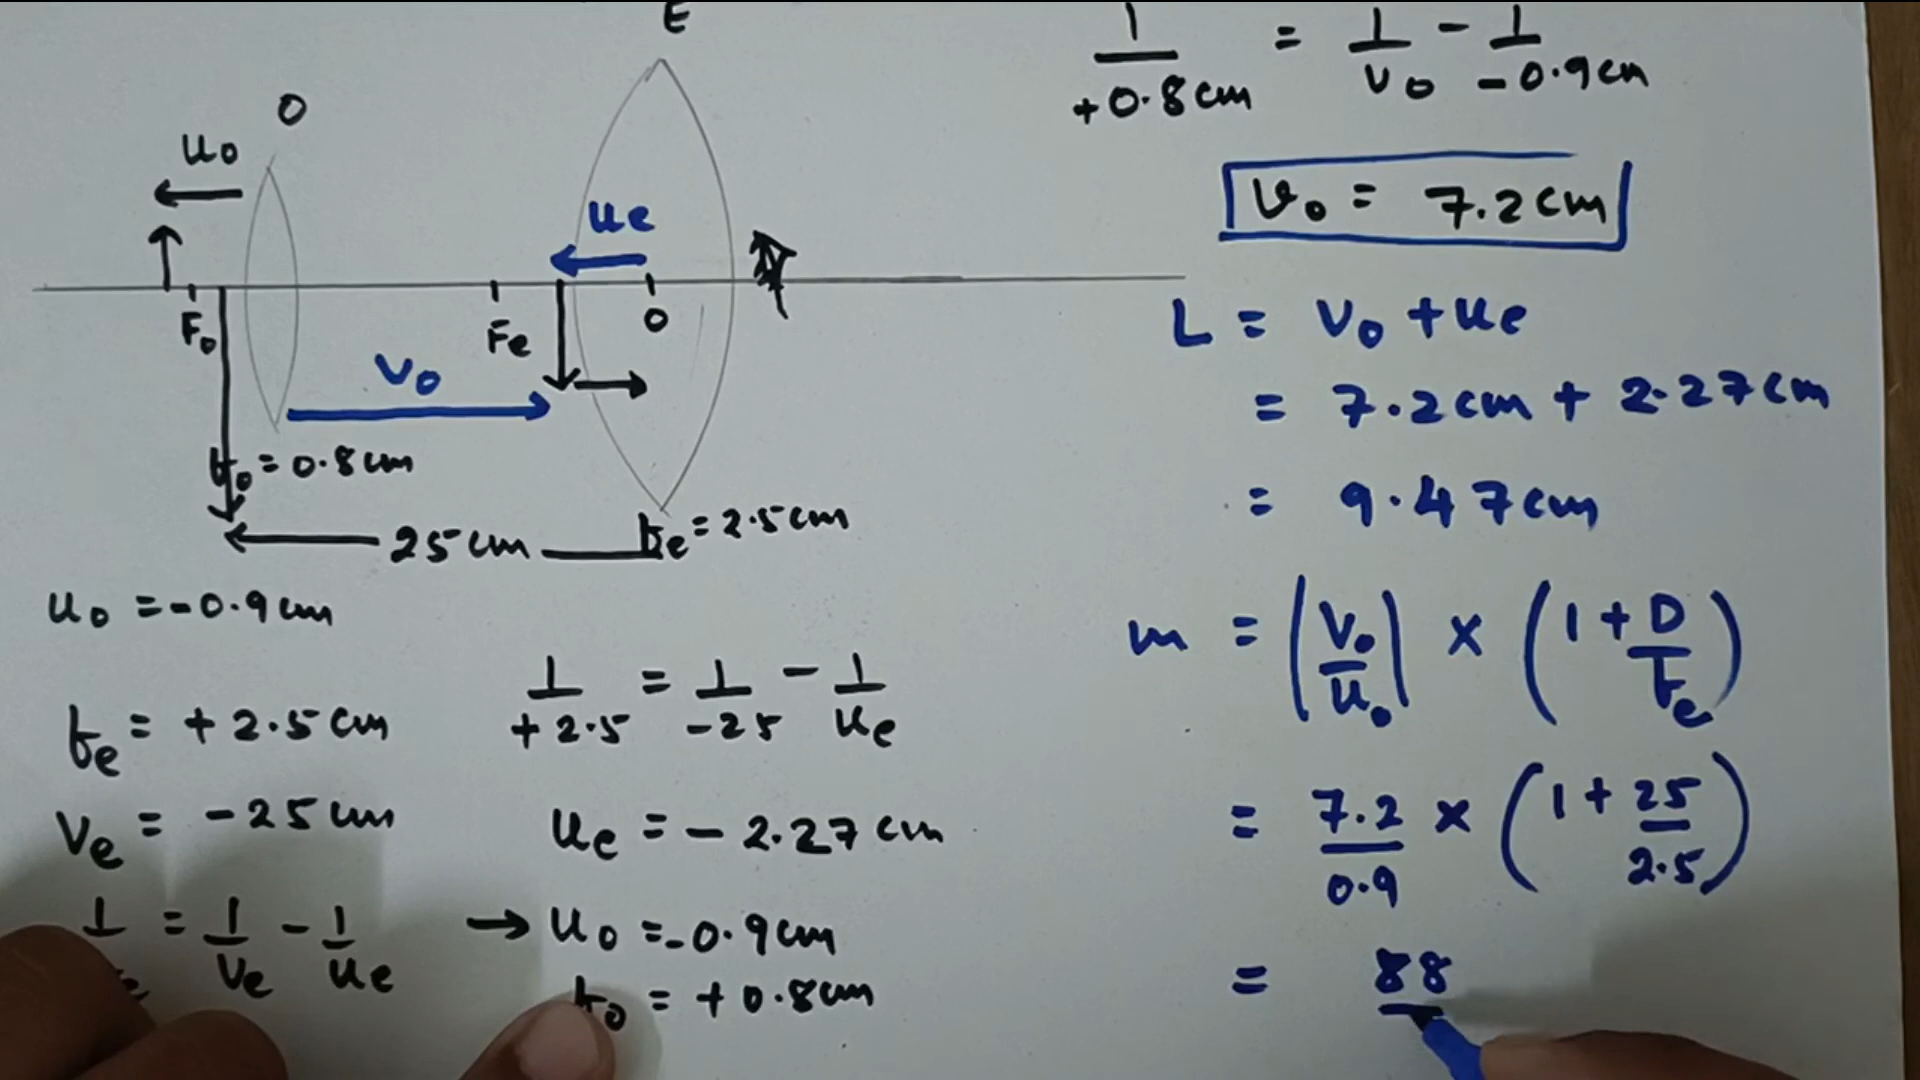 E
O
u₀
ue
F₀
Fe
O
V₀
f₀ = 0.8 cm
25 cm
fe = 2.5 cm
u₀ = -0.9 cm
fe = + 2.5 cm
Ve = - 25 cm
1 = 1/Ve - 1/ue
1/+2.5 = 1/-25 - 1/ue
ue = - 2.27 cm
→ u₀ = -0.9 cm
f₀ = + 0.8 cm
1/+0.8 cm = 1/V₀ - 1/-0.9 cm
V₀ = 7.2 cm
L = V₀ + ue
= 7.2 cm + 2.27 cm
= 9.47 cm
m = |V₀/u₀| × (1 + D/fe)
= 7.2/0.9 × (1 + 25/2.5)
= 88